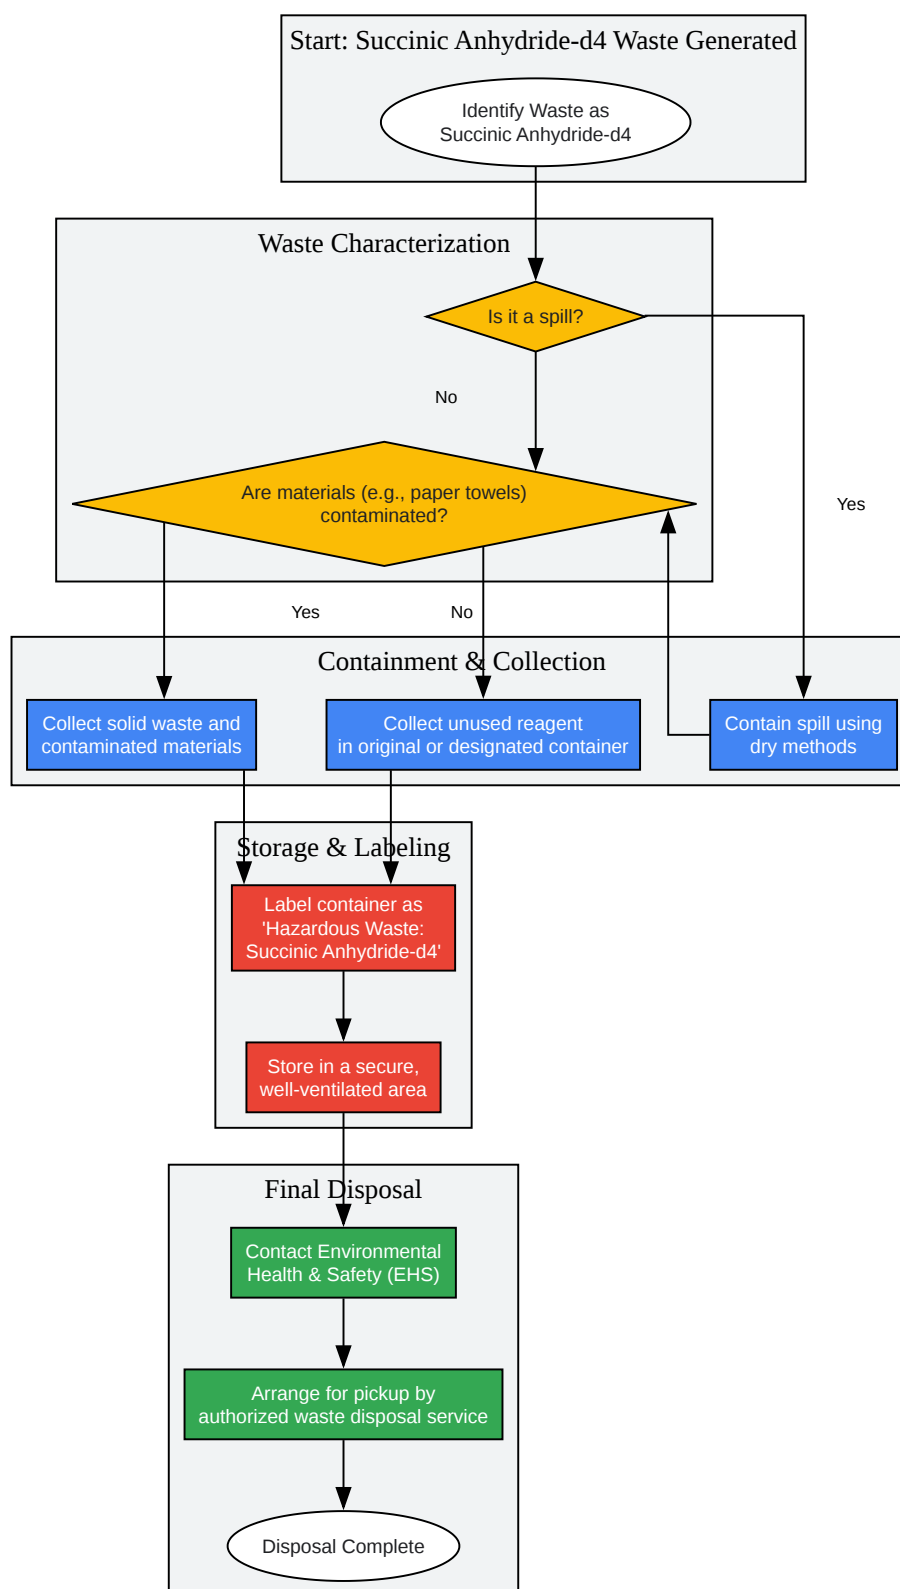 Start: Succinic Anhydride-d4 Waste Generated
Identify Waste as
Succinic Anhydride-d4
Waste Characterization
Is it a spill?
No
Are materials (e.g., paper towels)
contaminated?
Yes
Yes
No
Containment & Collection
Collect solid waste and
contaminated materials
Collect unused reagent
in original or designated container
Contain spill using
dry methods
Storage & Labeling
Label container as
'Hazardous Waste:
Succinic Anhydride-d4'
Store in a secure,
well-ventilated area
Final Disposal
Contact Environmental
Health & Safety (EHS)
Arrange for pickup by
authorized waste disposal service
Disposal Complete